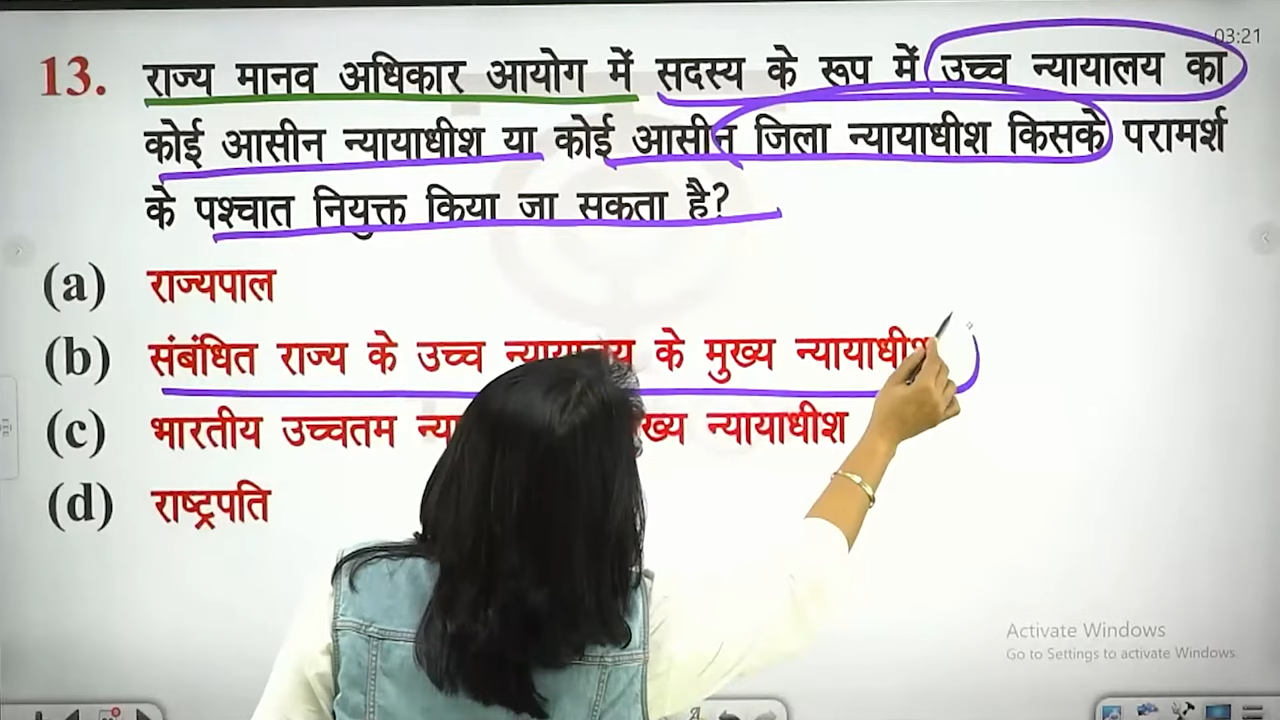 03:21
13. राज्य मानव अधिकार आयोग में सदस्य के रूप में उच्च न्यायालय का
कोई आसीन न्यायाधीश या कोई आसीन जिला न्यायाधीश किसके परामर्श
के पश्चात नियुक्त किया जा सकता है?
(a) राज्यपाल
(b) संबंधित राज्य के उच्च न्यायालय के मुख्य न्यायाधीश
(c) भारतीय उच्चतम न्यायाधीश
(d) राष्ट्रपति
Activate Windows
Go to Settings to activate Windows.